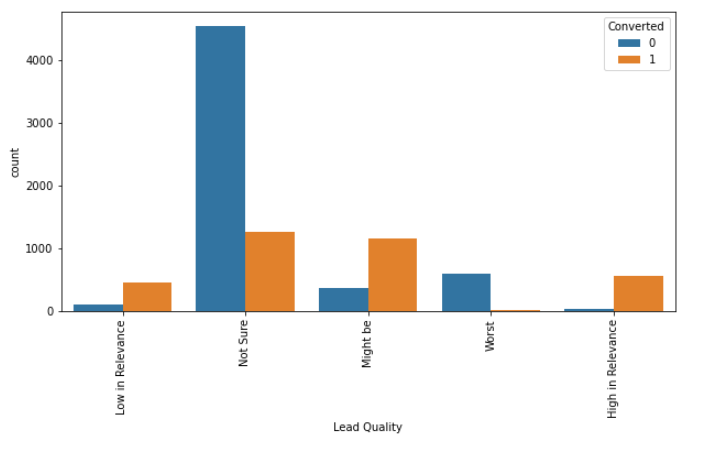 Converted
0
1
4000
3000
2000
1000
0
count
Low in Relevance
Not Sure
Might be
Worst
High in Relevance
Lead Quality